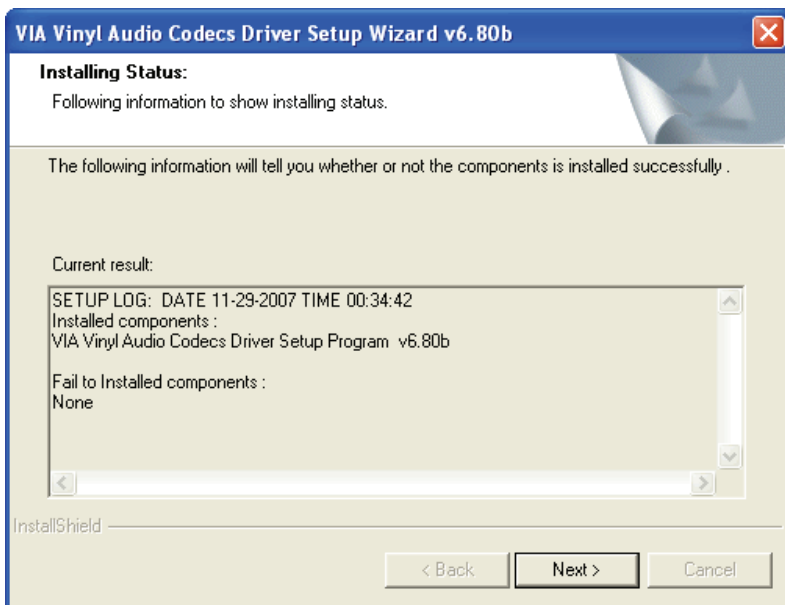 VIA Vinyl Audio Codecs Driver Setup Wizard v6.80b
Installing Status:
Following information to show installing status.
The following information will tell you whether or not the components is installed successfully .
Current result:
SETUP LOG:  DATE 11-29-2007 TIME 00:34:42
Installed components :
VIA Vinyl Audio Codecs Driver Setup Program  v6.80b
Fail to Installed components :
None
InstallShield
< Back
Next >
Cancel